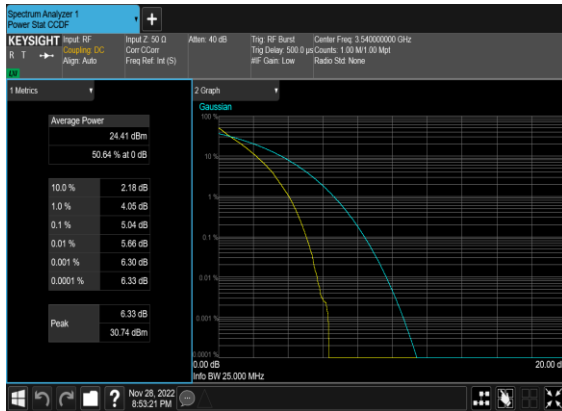 Spectrum Analyzer 1
Power Stat CCDF
KEYSIGHT
R T
LXI
Input: RF
Coupling: DC
Align: Auto
Input Z: 50 Ω
Corr CCorr
Freq Ref: Int (S)
Atten: 40 dB
Trig: RF Burst
Trig Delay: 500.0 µs
#IF Gain: Low
Center Freq: 3.540000000 GHz
Counts: 1.00 M/1.00 Mpt
Radio Std: None
1 Metrics
2 Graph
Average Power
24.41 dBm
50.64 % at 0 dB
10.0 % 2.18 dB
1.0 % 4.05 dB
0.1 % 5.04 dB
0.01 % 5.66 dB
0.001 % 6.30 dB
0.0001 % 6.33 dB
Peak
6.33 dB
30.74 dBm
Gaussian
100 %
10 %
1 %
0.1 %
0.01 %
0.001 %
0.0001 %
0.00 dB
20.00 d
Info BW 25.000 MHz
Nov 28, 2022
8:53:21 PM